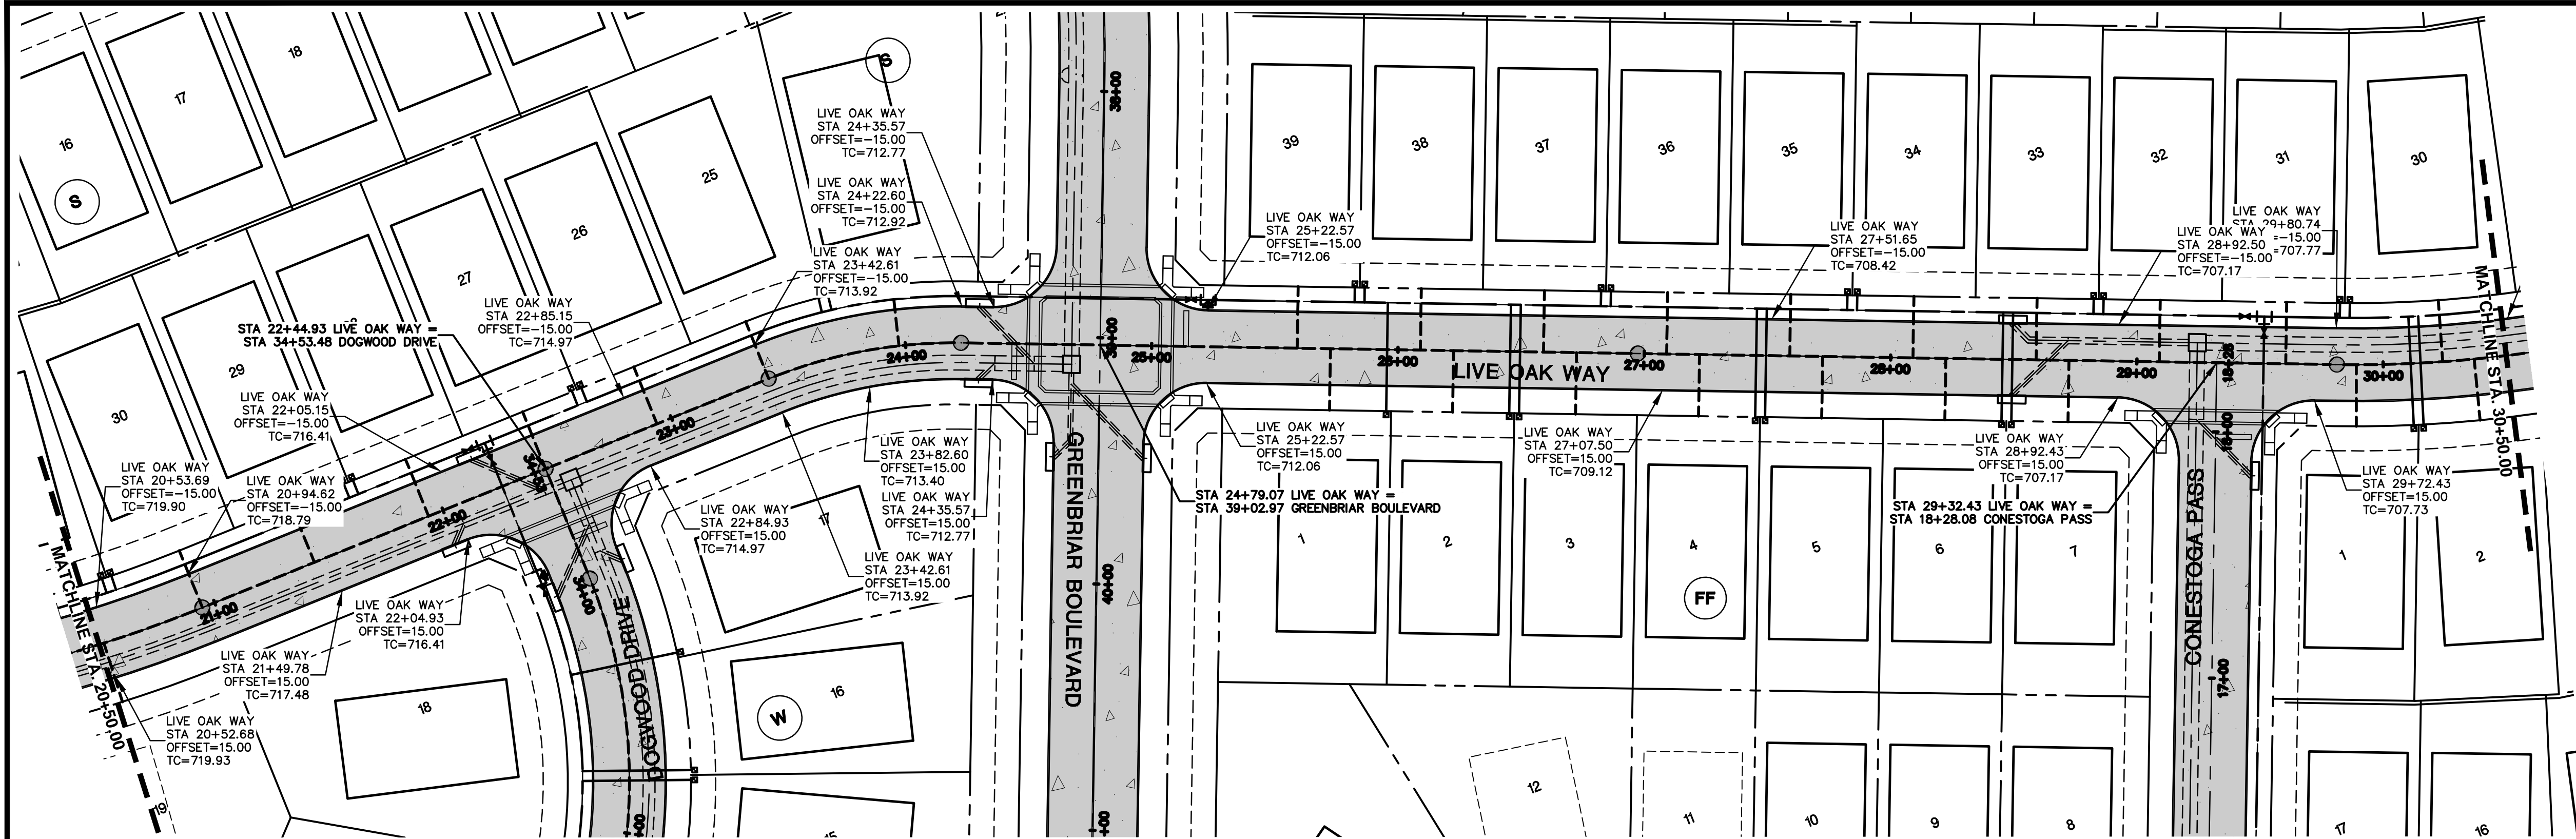 18
17
16
S
30
29
27
26
25
S
LIVE OAK WAY
STA 24+35.57
OFFSET=-15.00
TC=712.77
LIVE OAK WAY
STA 24+22.60
OFFSET=-15.00
TC=712.92
LIVE OAK WAY
STA 23+42.61
OFFSET=-15.00
TC=713.92
LIVE OAK WAY
STA 22+85.15
OFFSET=-15.00
TC=714.97
STA 22+44.93 LIVE OAK WAY =
STA 34+53.48 DOGWOOD DRIVE
LIVE OAK WAY
STA 22+05.15
OFFSET=-15.00
TC=716.41
LIVE OAK WAY
STA 20+53.69
OFFSET=-15.00
TC=719.90
LIVE OAK WAY
STA 20+94.62
OFFSET=-15.00
TC=718.79
MATCHLINE STA. 20+50.00
21+00
22+00
23+00
24+00
25+00
26+00
27+00
28+00
29+00
30+00
LIVE OAK WAY
STA 22+04.93
OFFSET=15.00
TC=716.41
LIVE OAK WAY
STA 21+49.78
OFFSET=15.00
TC=717.48
LIVE OAK WAY
STA 20+52.68
OFFSET=15.00
TC=719.93
19
18
34+53
34+00
DOGWOOD DRIVE
LIVE OAK WAY
STA 22+84.93
OFFSET=15.00
TC=714.97
17
LIVE OAK WAY
STA 23+82.60
OFFSET=15.00
TC=713.40
LIVE OAK WAY
STA 24+35.57
OFFSET=15.00
TC=712.77
LIVE OAK WAY
STA 23+42.61
OFFSET=15.00
TC=713.92
W
16
15
38+00
39+00
40+00
GREENBRIAR BOULEVARD
STA 24+79.07 LIVE OAK WAY =
STA 39+02.97 GREENBRIAR BOULEVARD
LIVE OAK WAY
STA 25+22.57
OFFSET=-15.00
TC=712.06
39
38
37
36
35
34
33
32
31
30
LIVE OAK WAY
STA 27+51.65
OFFSET=-15.00
TC=708.42
LIVE OAK WAY
STA 29+80.74
=-15.00
=707.77
LIVE OAK WAY
STA 28+92.50
OFFSET=-15.00
TC=707.17
MATCHLINE STA. 30+50.00
LIVE OAK WAY
LIVE OAK WAY
STA 25+22.57
OFFSET=15.00
TC=712.06
LIVE OAK WAY
STA 27+07.50
OFFSET=15.00
TC=709.12
LIVE OAK WAY
STA 28+92.43
OFFSET=15.00
TC=707.17
STA 29+32.43 LIVE OAK WAY =
STA 18+28.08 CONESTOGA PASS
LIVE OAK WAY
STA 29+72.43
OFFSET=15.00
TC=707.73
18+28
18+00
17+00
CONESTOGA PASS
1
2
3
4
5
6
7
FF
1
2
12
11
10
9
8
17
16